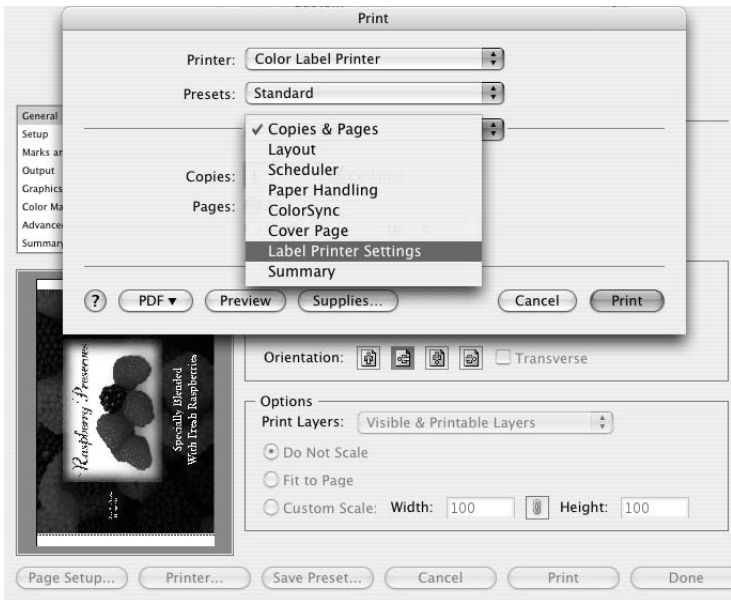 Print
Printer: Color Label Printer
Presets: Standard
✓ Copies & Pages
Layout
Scheduler
Paper Handling
ColorSync
Cover Page
Label Printer Settings
Summary
Copies:
Pages:
? PDF ▼ Preview Supplies... Cancel Print
General
Setup
Marks an
Output
Graphics
Color Ma
Advance
Summary
Raspberry Preserves
Specially Blended
With Fresh Raspberries
Orientation: Transverse
Options
Print Layers: Visible & Printable Layers
Do Not Scale
Fit to Page
Custom Scale: Width: 100 Height: 100
Page Setup... Printer... Save Preset... Cancel Print Done